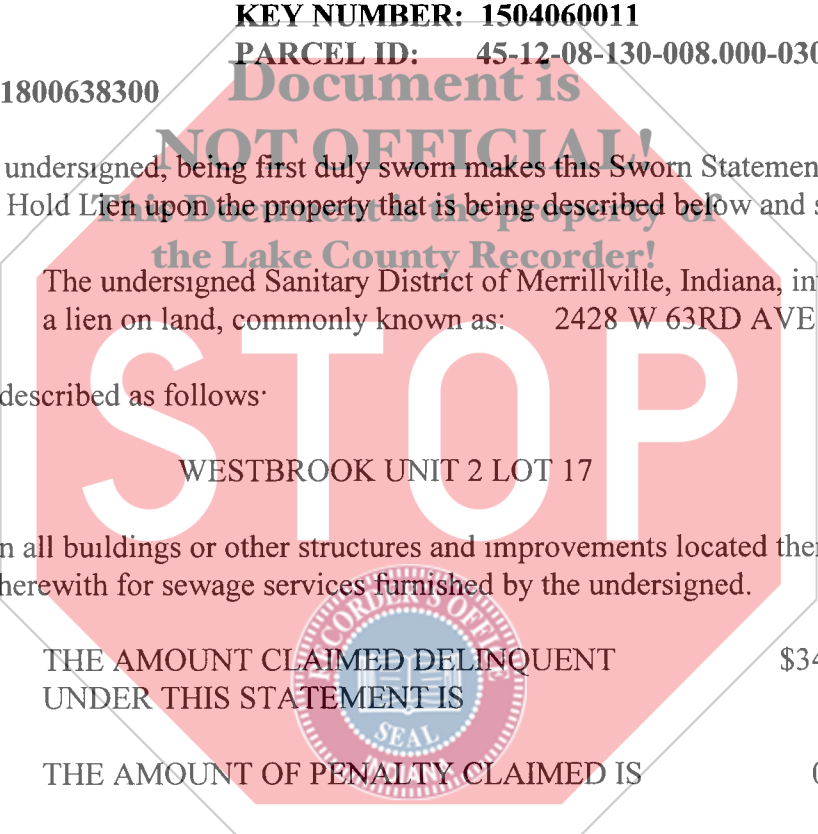 KEY NUMBER: 1504060011
PARCEL ID: 45-12-08-130-008.000-030
1800638300
Document is
NOT OFFICIAL!
undersigned, being first duly sworn makes this Sworn Statemen
This Document is the property of
Hold Lien upon the property that is being described below and s
the Lake County Recorder!
The undersigned Sanitary District of Merrillville, Indiana, in
a lien on land, commonly known as: 2428 W 63RD AVE
described as follows·
STOP
WESTBROOK UNIT 2 LOT 17
n all buildings or other structures and improvements located ther
herewith for sewage services furnished by the undersigned.
RECORDER'S OFFICE
THE AMOUNT CLAIMED DELINQUENT $34
UNDER THIS STATEMENT IS
SEAL
INDIANA
THE AMOUNT OF PENALTY CLAIMED IS 0